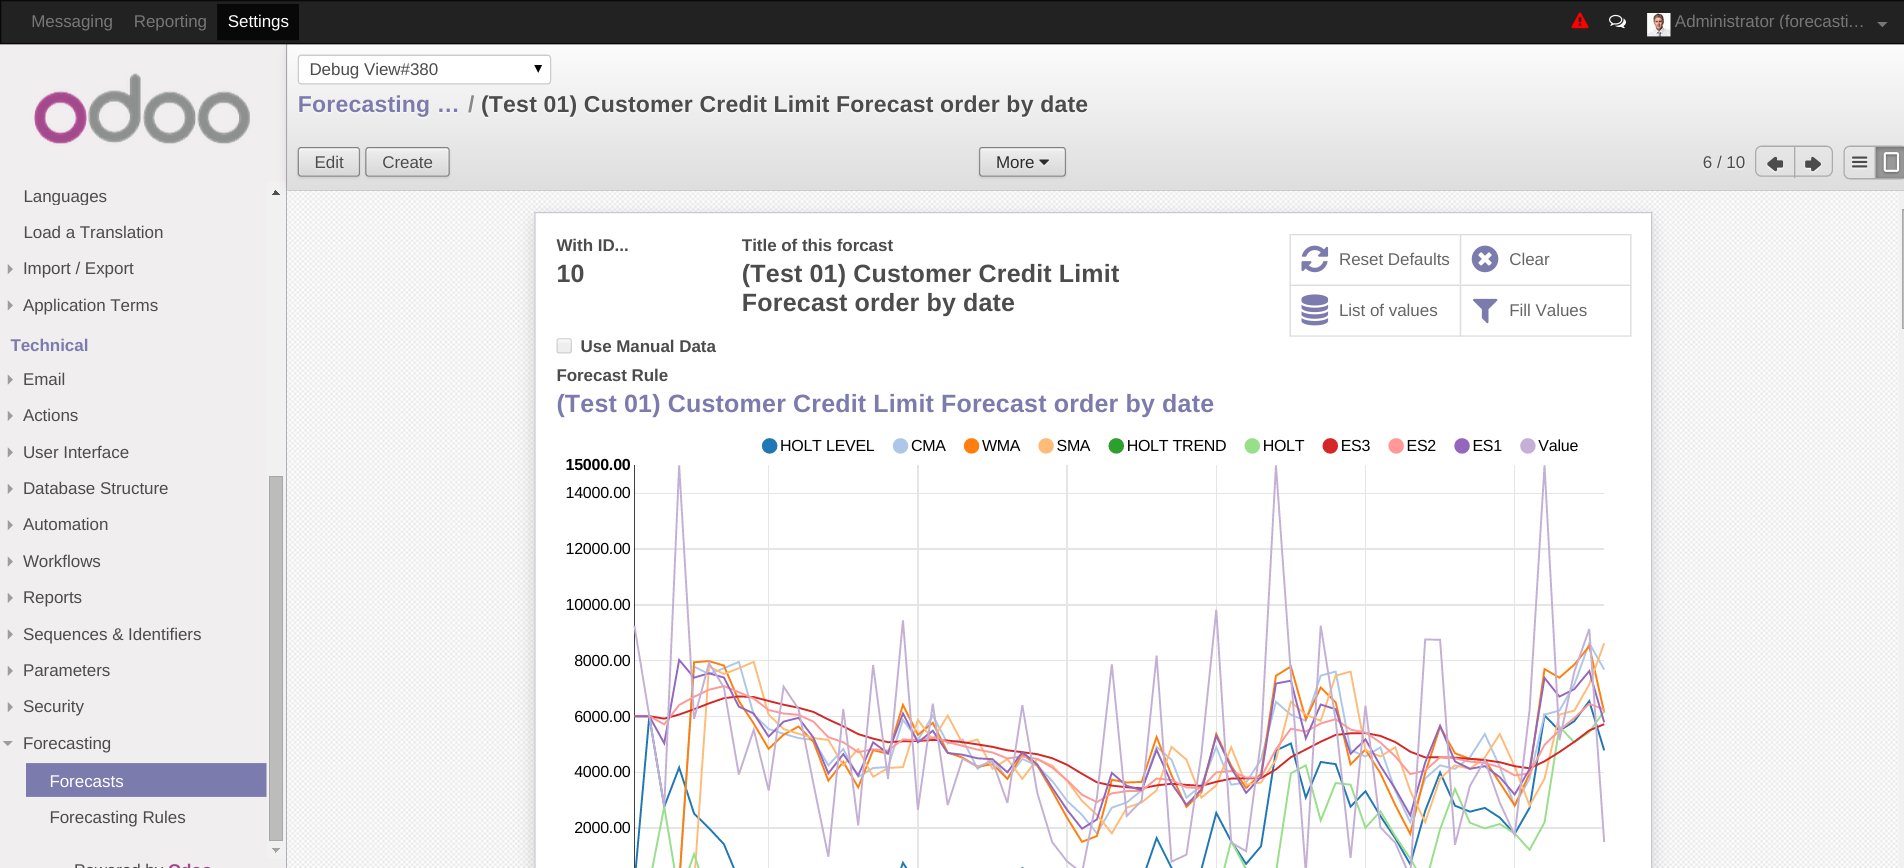 Messaging Reporting Settings
Administrator (forecasti...
odoo
Languages
Load a Translation
Import / Export
Application Terms
Technical
Email
Actions
User Interface
Database Structure
Automation
Workflows
Reports
Sequences & Identifiers
Parameters
Security
Forecasting
Forecasts
Forecasting Rules
Powered by Odoo
Debug View#380
Forecasting ... / (Test 01) Customer Credit Limit Forecast order by date
Edit Create More 6 / 10
With ID...
10
Title of this forcast
(Test 01) Customer Credit Limit
Forecast order by date
Reset Defaults Clear
List of values Fill Values
Use Manual Data
Forecast Rule
(Test 01) Customer Credit Limit Forecast order by date
HOLT LEVEL CMA WMA SMA HOLT TREND HOLT ES3 ES2 ES1 Value
15000.00
14000.00
12000.00
10000.00
8000.00
6000.00
4000.00
2000.00